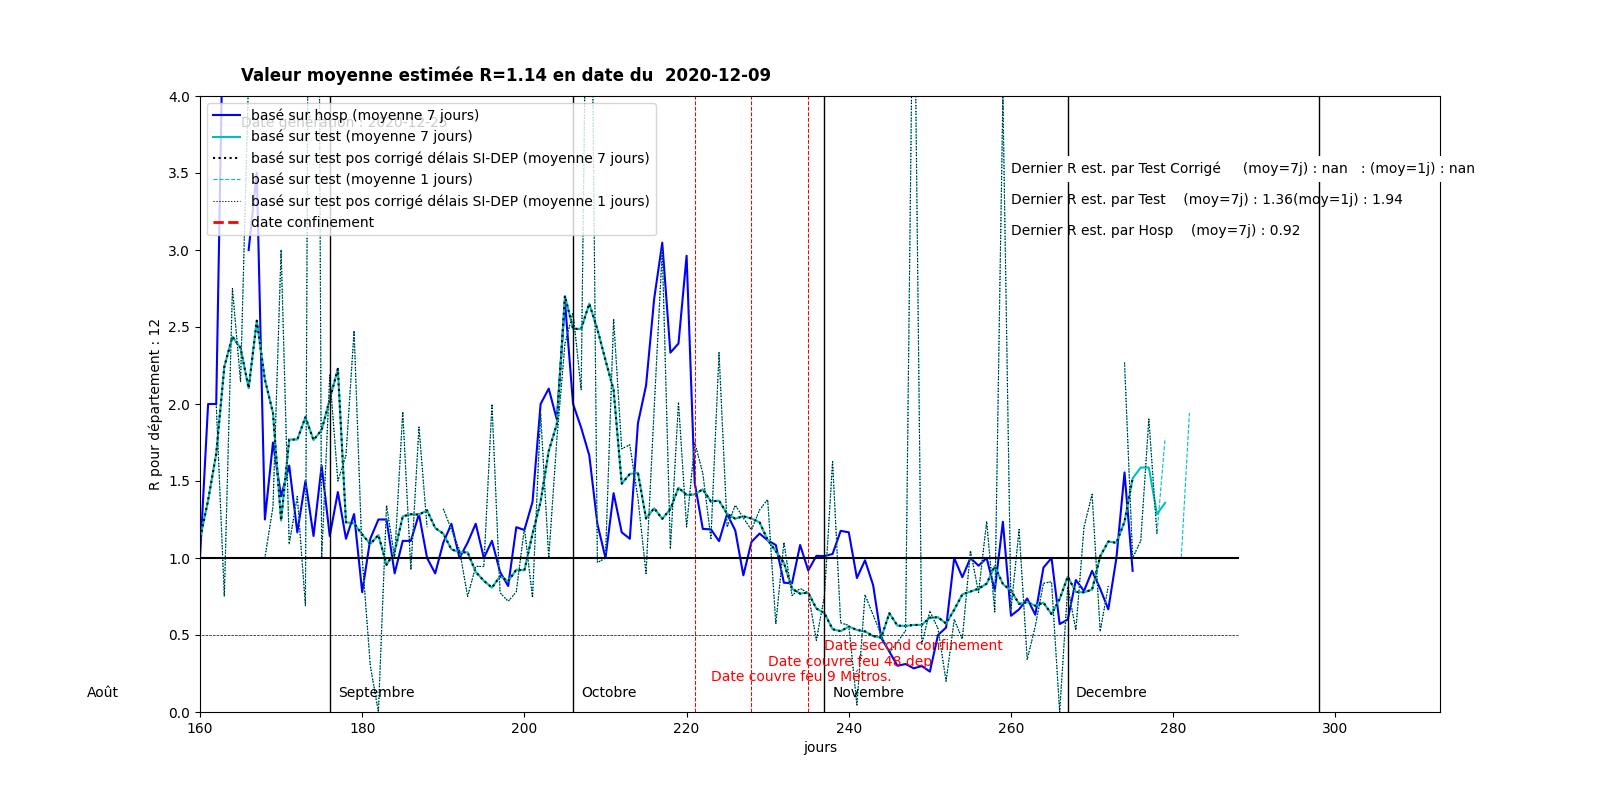 Valeur moyenne estimée R=1.14 en date du  2020-12-09
basé sur hosp (moyenne 7 jours)
basé sur test (moyenne 7 jours)
basé sur test pos corrigé délais SI-DEP (moyenne 7 jours)
basé sur test (moyenne 1 jours)
basé sur test pos corrigé délais SI-DEP (moyenne 1 jours)
date confinement
Dernier R est. par Test Corrigé     (moy=7j) : nan   : (moy=1j) : nan
Dernier R est. par Test    (moy=7j) : 1.36(moy=1j) : 1.94
Dernier R est. par Hosp    (moy=7j) : 0.92
R pour département : 12
4.0
3.5
3.0
2.5
2.0
1.5
1.0
0.5
0.0
Date second confinement
Date couvre feu 48 dep
Date couvre feu 9 Metros.
Août
Septembre
Octobre
Novembre
Decembre
160
180
200
220
240
260
280
300
jours